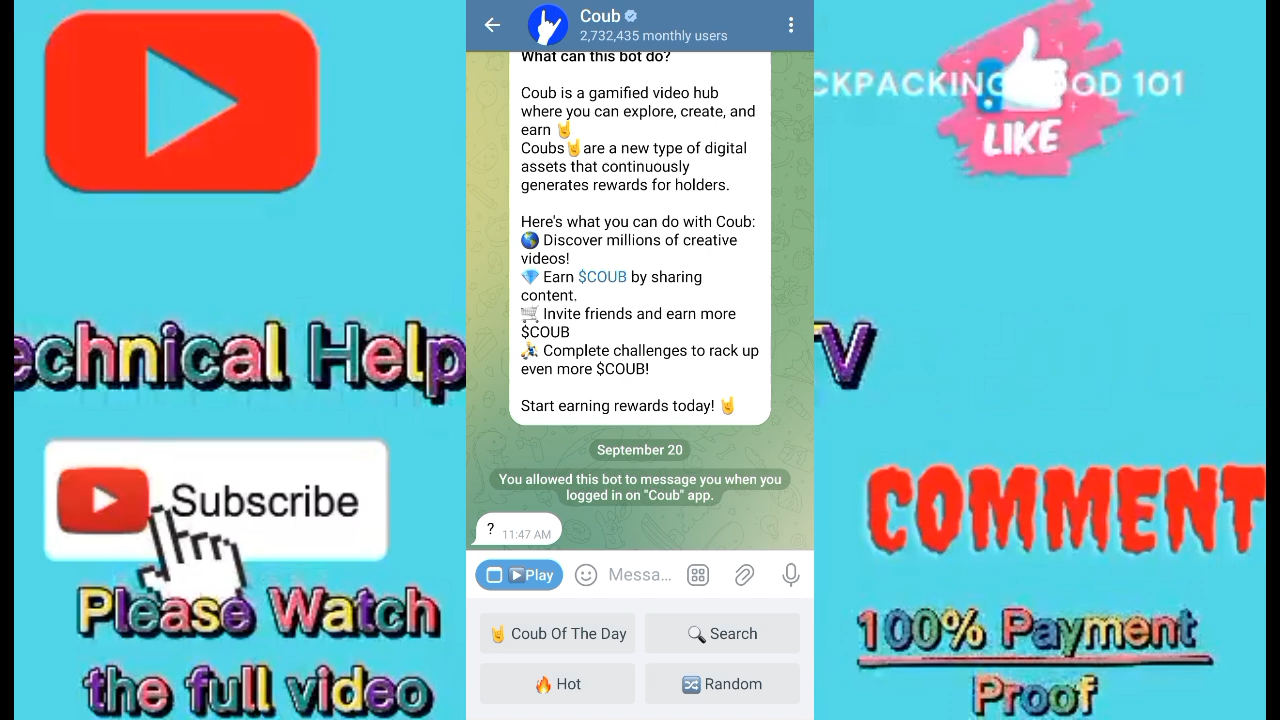 Coub
2,732,435 monthly users
What can this bot do?
Coub is a gamified video hub
where you can explore, create, and
earn 🤘
Coubs🤘are a new type of digital
assets that continuously
generates rewards for holders.
Here's what you can do with Coub:
🌎 Discover millions of creative
videos!
💎 Earn $COUB by sharing
content.
🛒 Invite friends and earn more
$COUB
⛹️ Complete challenges to rack up
even more $COUB!
Start earning rewards today! 🤘
September 20
You allowed this bot to message you when you
logged in on "Coub" app.
? 11:47 AM
▶️Play Messa...
🤘 Coub Of The Day
🔍 Search
🔥 Hot
🔀 Random
echnical Help
Subscribe
Please Watch
the full video
CKPACKING OOD 101
LIKE
TV
COMMENT
100% Payment
Proof